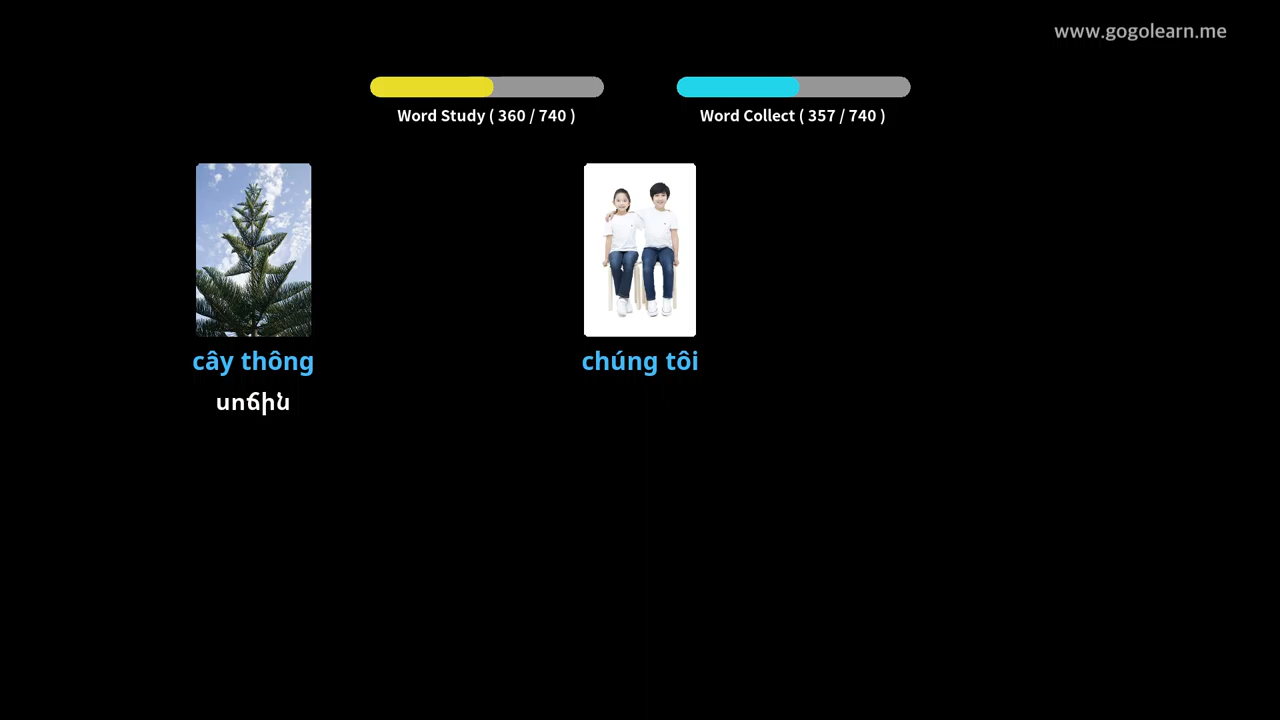 www.gogolearn.me
Word Study ( 360 / 740 )
Word Collect ( 357 / 740 )
cây thông
chúng tôi
սոճին